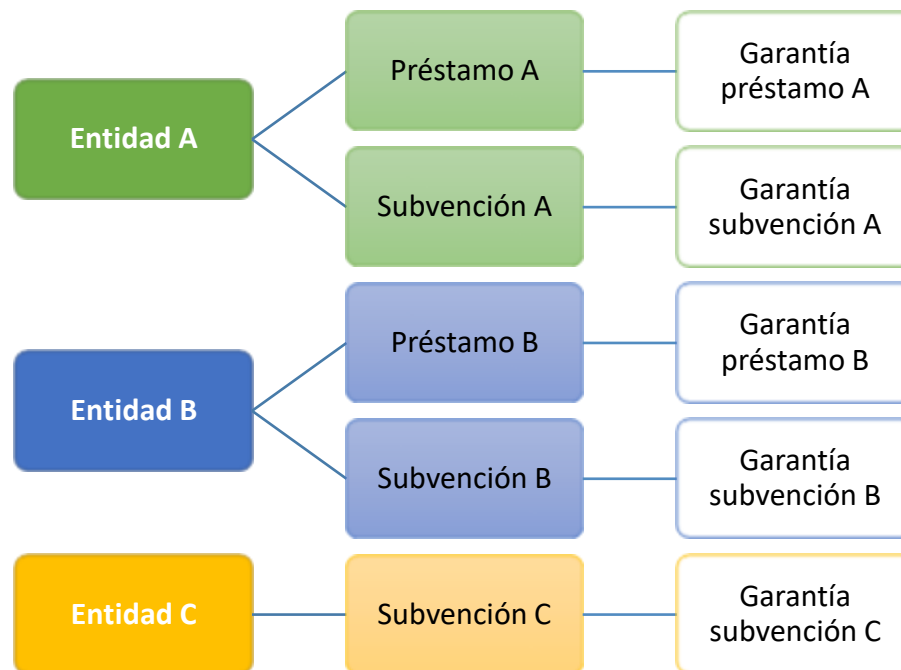 Entidad A
Préstamo A
Garantía
préstamo A
Subvención A
Garantía
subvención A
Entidad B
Préstamo B
Garantía
préstamo B
Subvención B
Garantía
subvención B
Entidad C
Subvención C
Garantía
subvención C